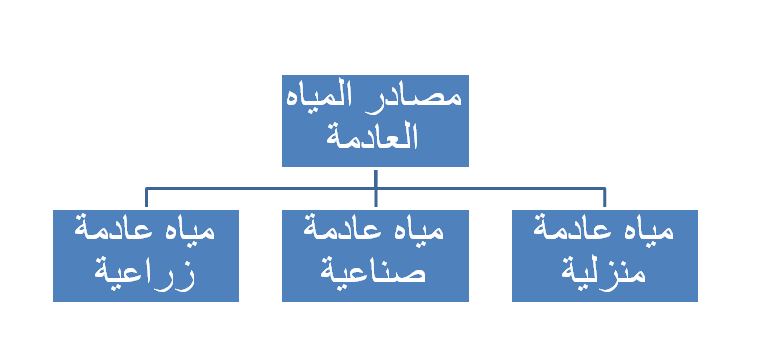 مصادر المياه
العادمة
مياه عادمة
منزلية
مياه عادمة
صناعية
مياه عادمة
زراعية